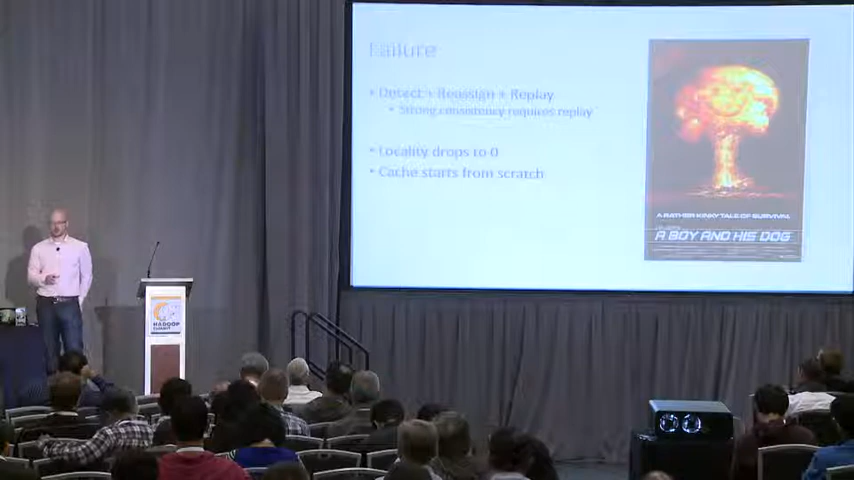 Failure
• Detect + Reassign + Replay
• Strong consistency requires replay
• Locality drops to 0
• Cache starts from scratch
A RATHER KINKY TALE OF SURVIVAL
A BOY AND HIS DOG
HADOOP
SUMMIT